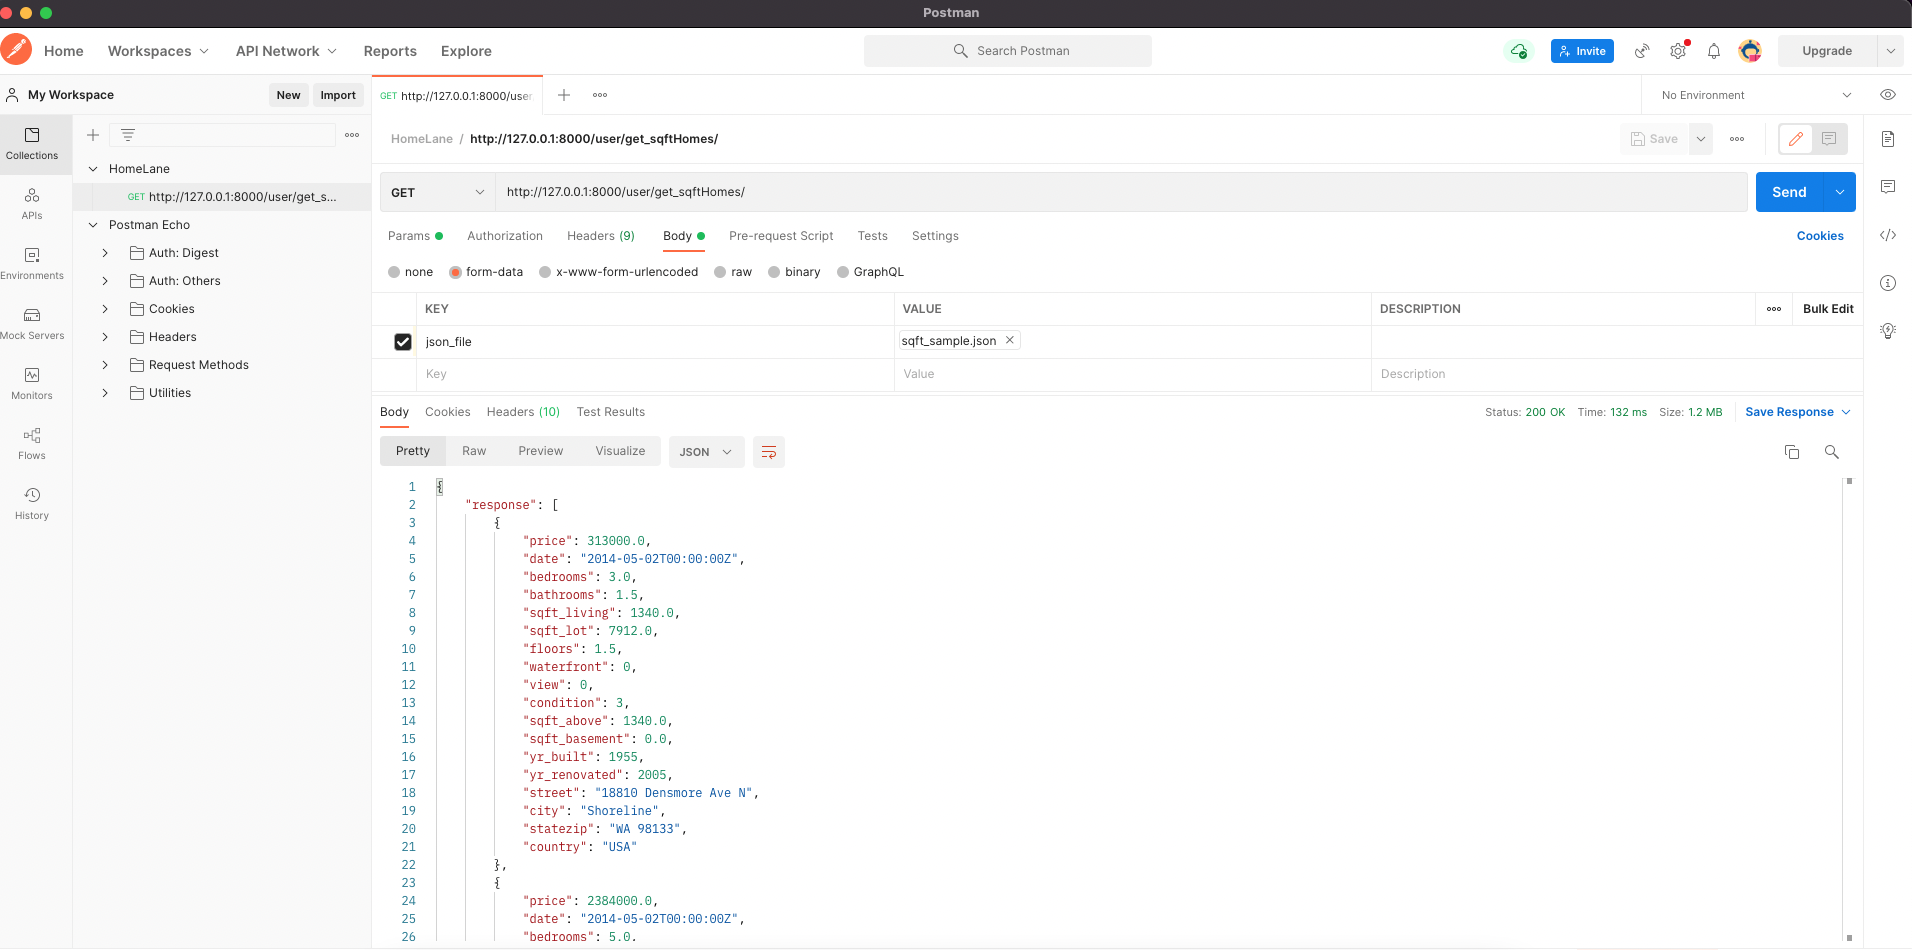 Postman
Home Workspaces API Network Reports Explore
Search Postman
Invite
Upgrade
My Workspace
New Import
GET http://127.0.0.1:8000/user
No Environment
Collections
APIs
Environments
Mock Servers
Monitors
Flows
History
HomeLane
GET http://127.0.0.1:8000/user/get_s...
Postman Echo
Auth: Digest
Auth: Others
Cookies
Headers
Request Methods
Utilities
HomeLane / http://127.0.0.1:8000/user/get_sqftHomes/
Save
GET http://127.0.0.1:8000/user/get_sqftHomes/
Send
Params Authorization Headers (9) Body Pre-request Script Tests Settings
Cookies
none form-data x-www-form-urlencoded raw binary GraphQL
KEY VALUE DESCRIPTION
Bulk Edit
json_file sqft_sample.json
Key Value Description
Body Cookies Headers (10) Test Results
Status: 200 OK Time: 132 ms Size: 1.2 MB
Save Response
Pretty Raw Preview Visualize JSON
1 {
2 "response": [
3 {
4 "price": 313000.0,
5 "date": "2014-05-02T00:00:00Z",
6 "bedrooms": 3.0,
7 "bathrooms": 1.5,
8 "sqft_living": 1340.0,
9 "sqft_lot": 7912.0,
10 "floors": 1.5,
11 "waterfront": 0,
12 "view": 0,
13 "condition": 3,
14 "sqft_above": 1340.0,
15 "sqft_basement": 0.0,
16 "yr_built": 1955,
17 "yr_renovated": 2005,
18 "street": "18810 Densmore Ave N",
19 "city": "Shoreline",
20 "statezip": "WA 98133",
21 "country": "USA"
22 },
23 {
24 "price": 2384000.0,
25 "date": "2014-05-02T00:00:00Z",
26 "bedrooms": 5.0,